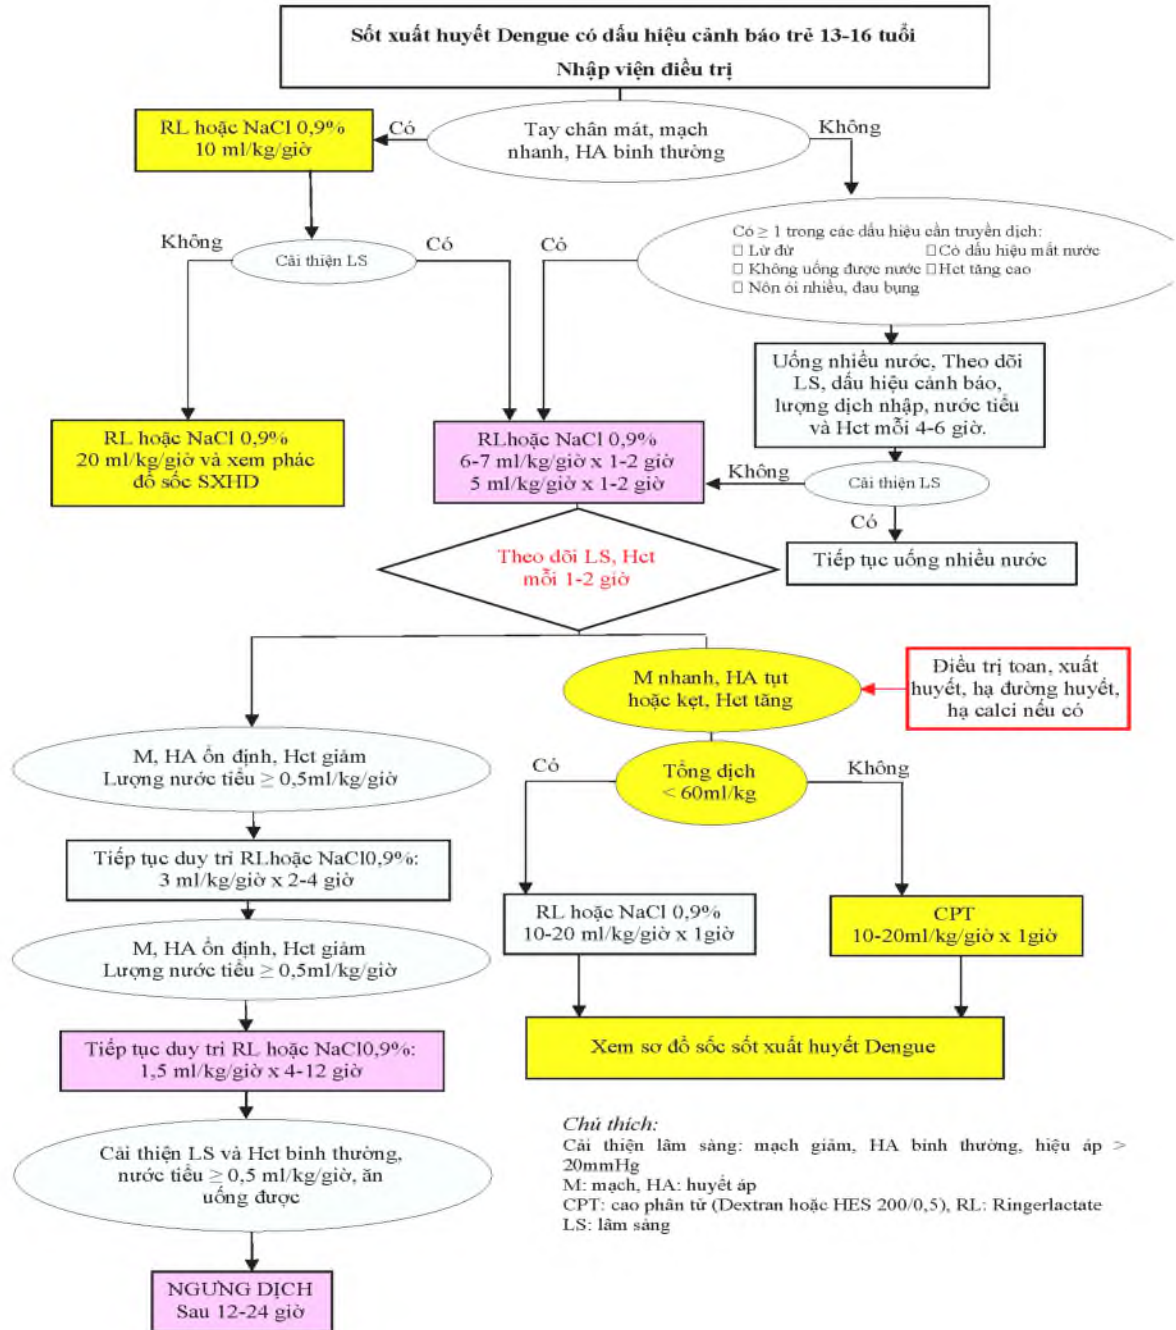 Sốt xuất huyết Dengue có dấu hiệu cảnh báo trẻ 13-16 tuổi
Nhập viện điều trị
Tay chân mát, mạch
nhanh, HA bình thường
Có
Không
RL hoặc NaCl 0,9%
10 ml/kg/giờ
Có ≥ 1 trong các dấu hiệu cần truyền dịch:
□ Lừ đừ □Có dấu hiệu mất nước
□ Không uống được nước □Hct tăng cao
□ Nôn ói nhiều, đau bụng
Không
Cải thiện LS
Có
Có
Uống nhiều nước, Theo dõi
LS, dấu hiệu cảnh báo,
lượng dịch nhập, nước tiểu
và Hct mỗi 4-6 giờ.
RL hoặc NaCl 0,9%
20 ml/kg/giờ và xem phác
đồ sốc SXHD
RLhoặc NaCl 0,9%
6-7 ml/kg/giờ x 1-2 giờ
5 ml/kg/giờ x 1-2 giờ
Không
Cải thiện LS
Có
Tiếp tục uống nhiều nước
Theo dõi LS, Hct
mỗi 1-2 giờ
M nhanh, HA tụt
hoặc kẹt, Hct tăng
Điều trị toan, xuất
huyết, hạ đường huyết,
hạ calci nếu có
M, HA ổn định, Hct giảm
Lượng nước tiểu ≥ 0,5ml/kg/giờ
Có
Tổng dịch
< 60ml/kg
Không
Tiếp tục duy trì RLhoặc NaCl0,9%:
3 ml/kg/giờ x 2-4 giờ
RL hoặc NaCl 0,9%
10-20 ml/kg/giờ x 1giờ
CPT
10-20ml/kg/giờ x 1giờ
M, HA ổn định, Hct giảm
Lượng nước tiểu ≥ 0,5ml/kg/giờ
Tiếp tục duy trì RL hoặc NaCl0,9%:
1,5 ml/kg/giờ x 4-12 giờ
Xem sơ đồ sốc sốt xuất huyết Dengue
Cải thiện LS và Hct bình thường,
nước tiểu ≥ 0,5 ml/kg/giờ, ăn
uống được
NGƯNG DỊCH
Sau 12-24 giờ
Chú thích:
Cải thiện lâm sàng: mạch giảm, HA bình thường, hiệu áp >
20mmHg
M: mạch, HA: huyết áp
CPT: cao phân tử (Dextran hoặc HES 200/0,5), RL: Ringerlactate
LS: lâm sàng